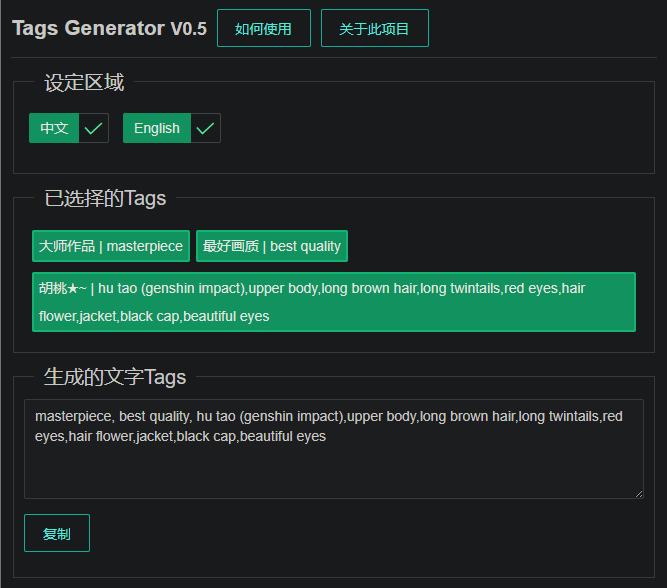 Tags Generator V0.5 如何使用 关于此项目
设定区域
中文 English
已选择的Tags
大师作品 | masterpiece 最好画质 | best quality
胡桃★~ | hu tao (genshin impact),upper body,long brown hair,long twintails,red eyes,hair
flower,jacket,black cap,beautiful eyes
生成的文字Tags
masterpiece, best quality, hu tao (genshin impact),upper body,long brown hair,long twintails,red
eyes,hair flower,jacket,black cap,beautiful eyes
复制